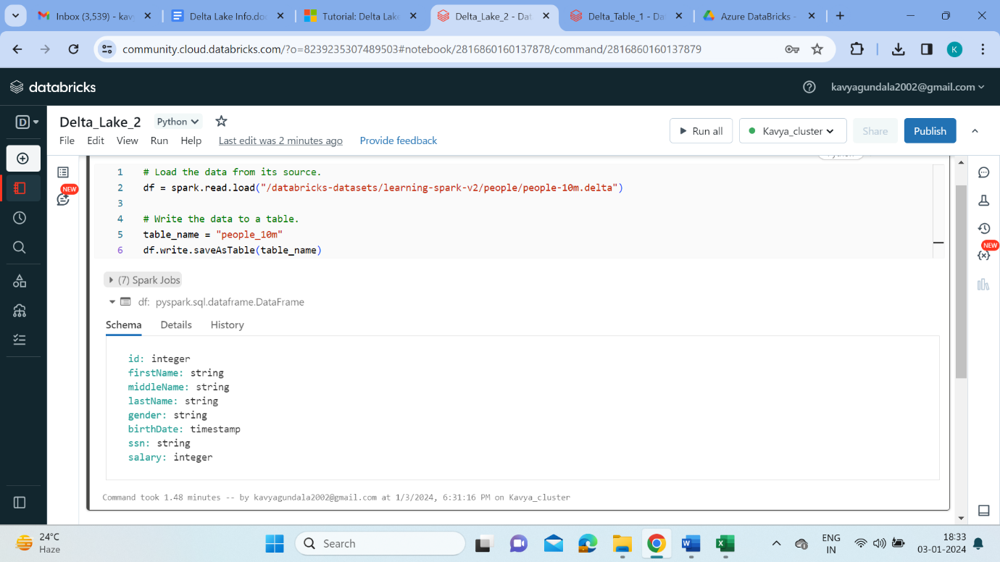 Inbox (3,539) - kav
Delta Lake Info.do
Tutorial: Delta Lake
Delta_Lake_2 - Dat
Delta_Table_1 - Da
Azure DataBricks -
community.cloud.databricks.com/?o=8239235307489503#notebook/2816860160137878/command/2816860160137879
K
databricks
kavyagundala2002@gmail.com
D
Delta_Lake_2
Python
Run all
Kavya_cluster
Share
Publish
File Edit View Run Help Last edit was 2 minutes ago Provide feedback
NEW
NEW
1 # Load the data from its source.
2 df = spark.read.load("/databricks-datasets/learning-spark-v2/people/people-10m.delta")
3
4 # Write the data to a table.
5 table_name = "people_10m"
6 df.write.saveAsTable(table_name)
(7) Spark Jobs
df: pyspark.sql.dataframe.DataFrame
Schema Details History
id: integer
firstName: string
middleName: string
lastName: string
gender: string
birthDate: timestamp
ssn: string
salary: integer
Command took 1.48 minutes -- by kavyagundala2002@gmail.com at 1/3/2024, 6:31:16 PM on Kavya_cluster
24°C
Haze
Search
ENG
IN
18:33
03-01-2024